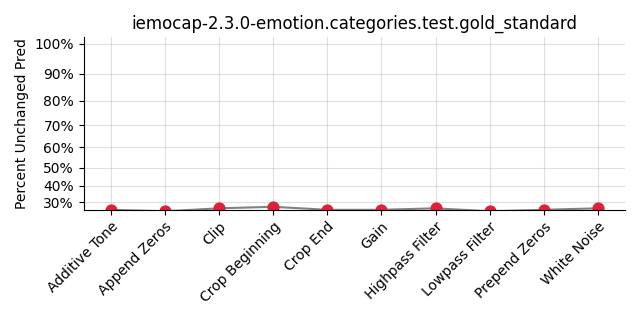 iemocap-2.3.0-emotion.categories.test.gold_standard
Percent Unchanged Pred
100%
90%
80%
70%
60%
50%
40%
30%
Additive Tone
Append Zeros
Clip
Crop Beginning
Crop End
Gain
Highpass Filter
Lowpass Filter
Prepend Zeros
White Noise